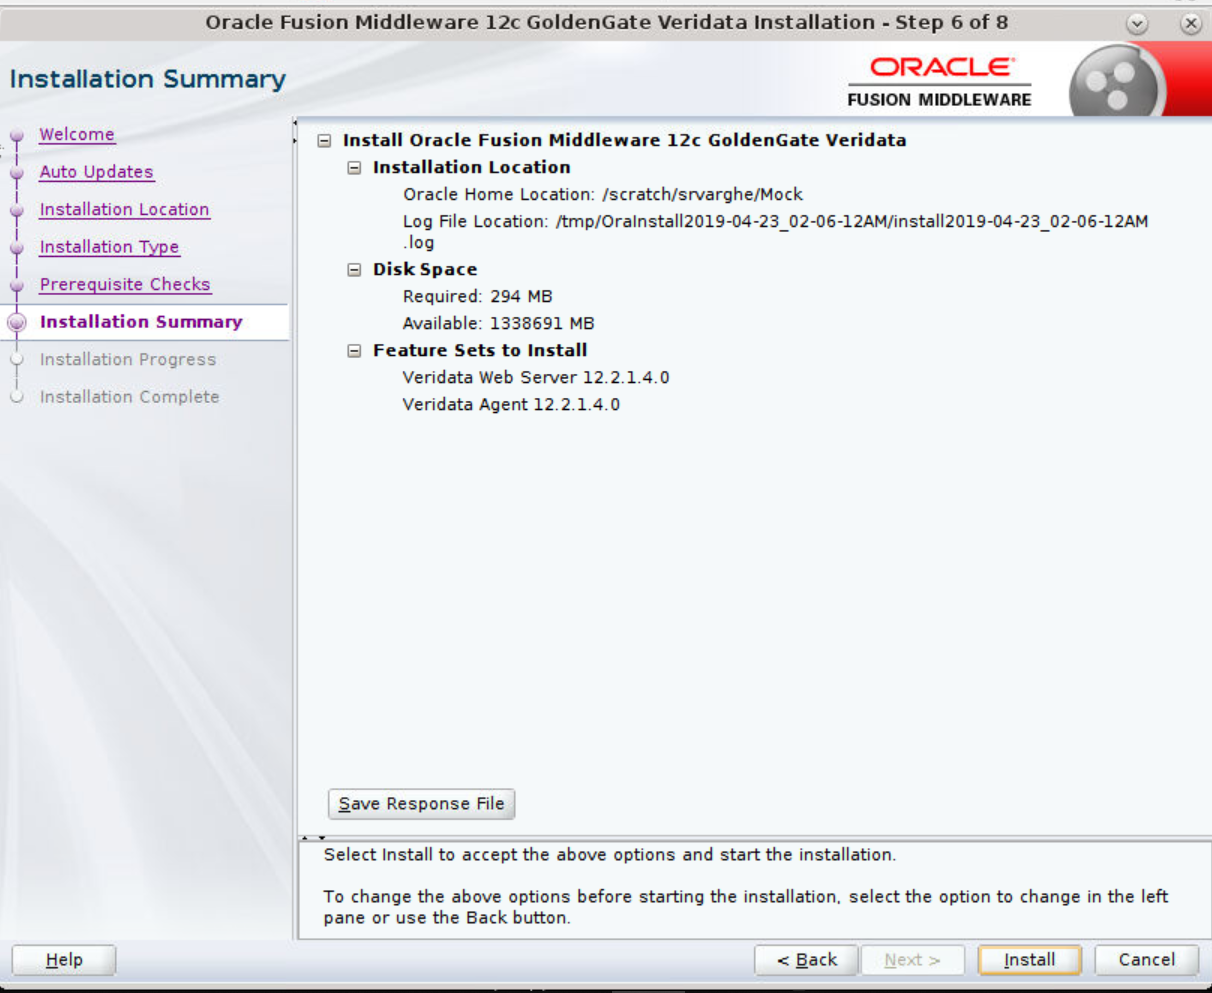 Oracle Fusion Middleware 12c GoldenGate Veridata Installation - Step 6 of 8
Installation Summary
ORACLE
FUSION MIDDLEWARE
Welcome
Auto Updates
Installation Location
Installation Type
Prerequisite Checks
Installation Summary
Installation Progress
Installation Complete
Install Oracle Fusion Middleware 12c GoldenGate Veridata
Installation Location
Oracle Home Location: /scratch/srvarghe/Mock
Log File Location: /tmp/OraInstall2019-04-23_02-06-12AM/install2019-04-23_02-06-12AM
.log
Disk Space
Required: 294 MB
Available: 1338691 MB
Feature Sets to Install
Veridata Web Server 12.2.1.4.0
Veridata Agent 12.2.1.4.0
Save Response File
Select Install to accept the above options and start the installation.
To change the above options before starting the installation, select the option to change in the left
pane or use the Back button.
Help
< Back
Next >
Install
Cancel